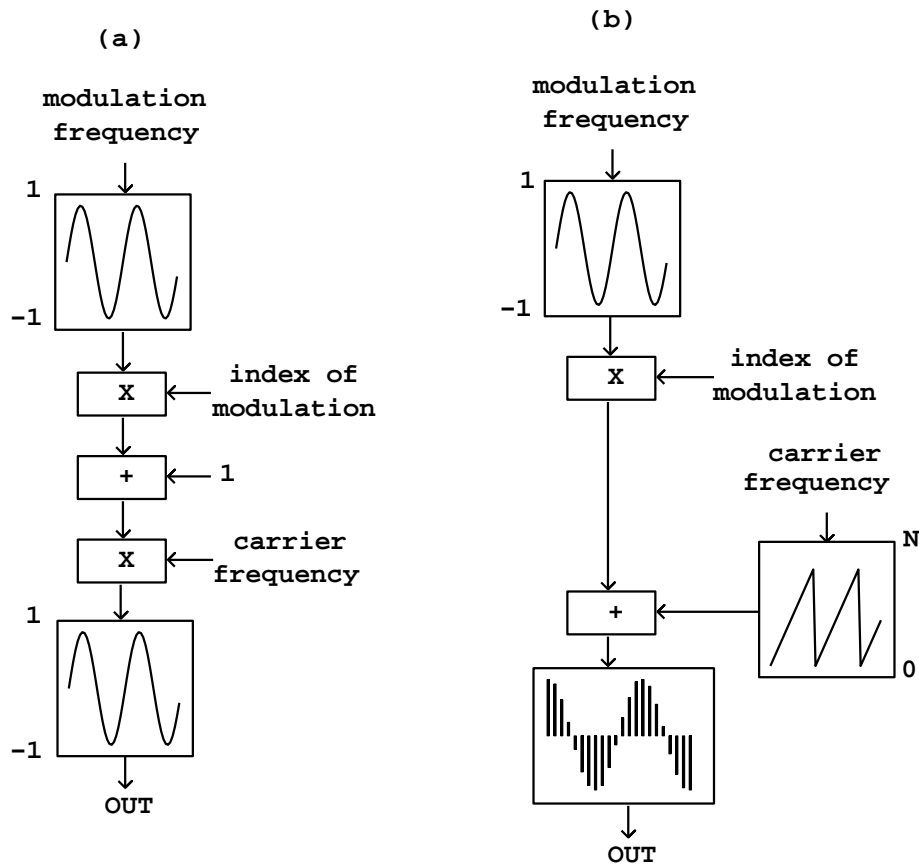 (a)
modulation
frequency
1
-1
X
index of
modulation
+
1
X
carrier
frequency
1
-1
OUT
(b)
modulation
frequency
1
-1
X
index of
modulation
carrier
frequency
N
+
0
OUT